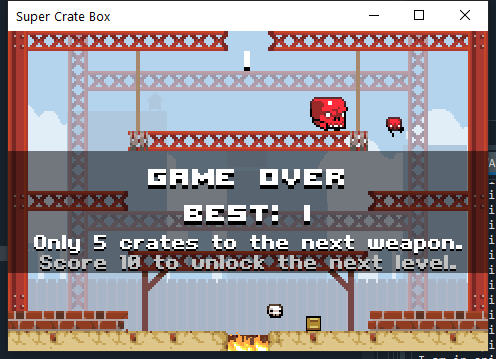 Super Crate Box
1
GAME OVER
BEST: 1
Only 5 crates to the next weapon.
Score 10 to unlock the next level.